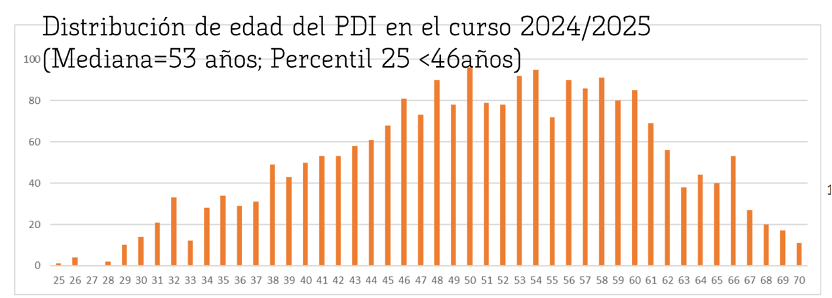 Distribución de edad del PDI en el curso 2024/2025
(Mediana=53 años; Percentil 25 <46años)
100
80
60
40
20
0
25 26 27 28 29 30 31 32 33 34 35 36 37 38 39 40 41 42 43 44 45 46 47 48 49 50 51 52 53 54 55 56 57 58 59 60 61 62 63 64 65 66 67 68 69 70
1